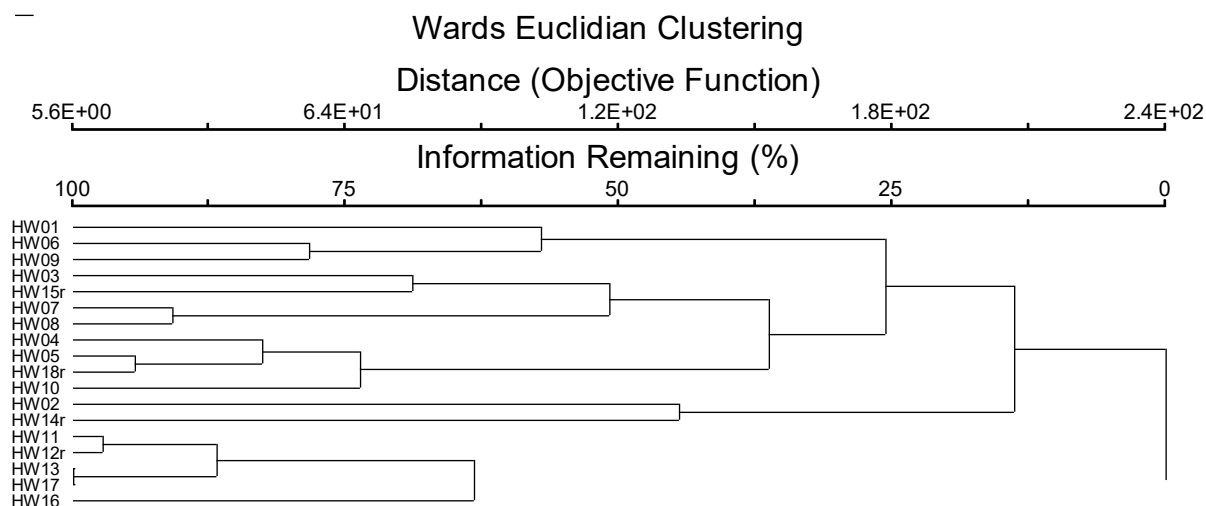 Wards Euclidian Clustering
Distance (Objective Function)
5.6E+00 6.4E+01 1.2E+02 1.8E+02 2.4E+02
Information Remaining (%)
100 75 50 25 0
HW01
HW06
HW09
HW03
HW15r
HW07
HW08
HW04
HW05
HW18r
HW10
HW02
HW14r
HW11
HW12r
HW13
HW17
HW16